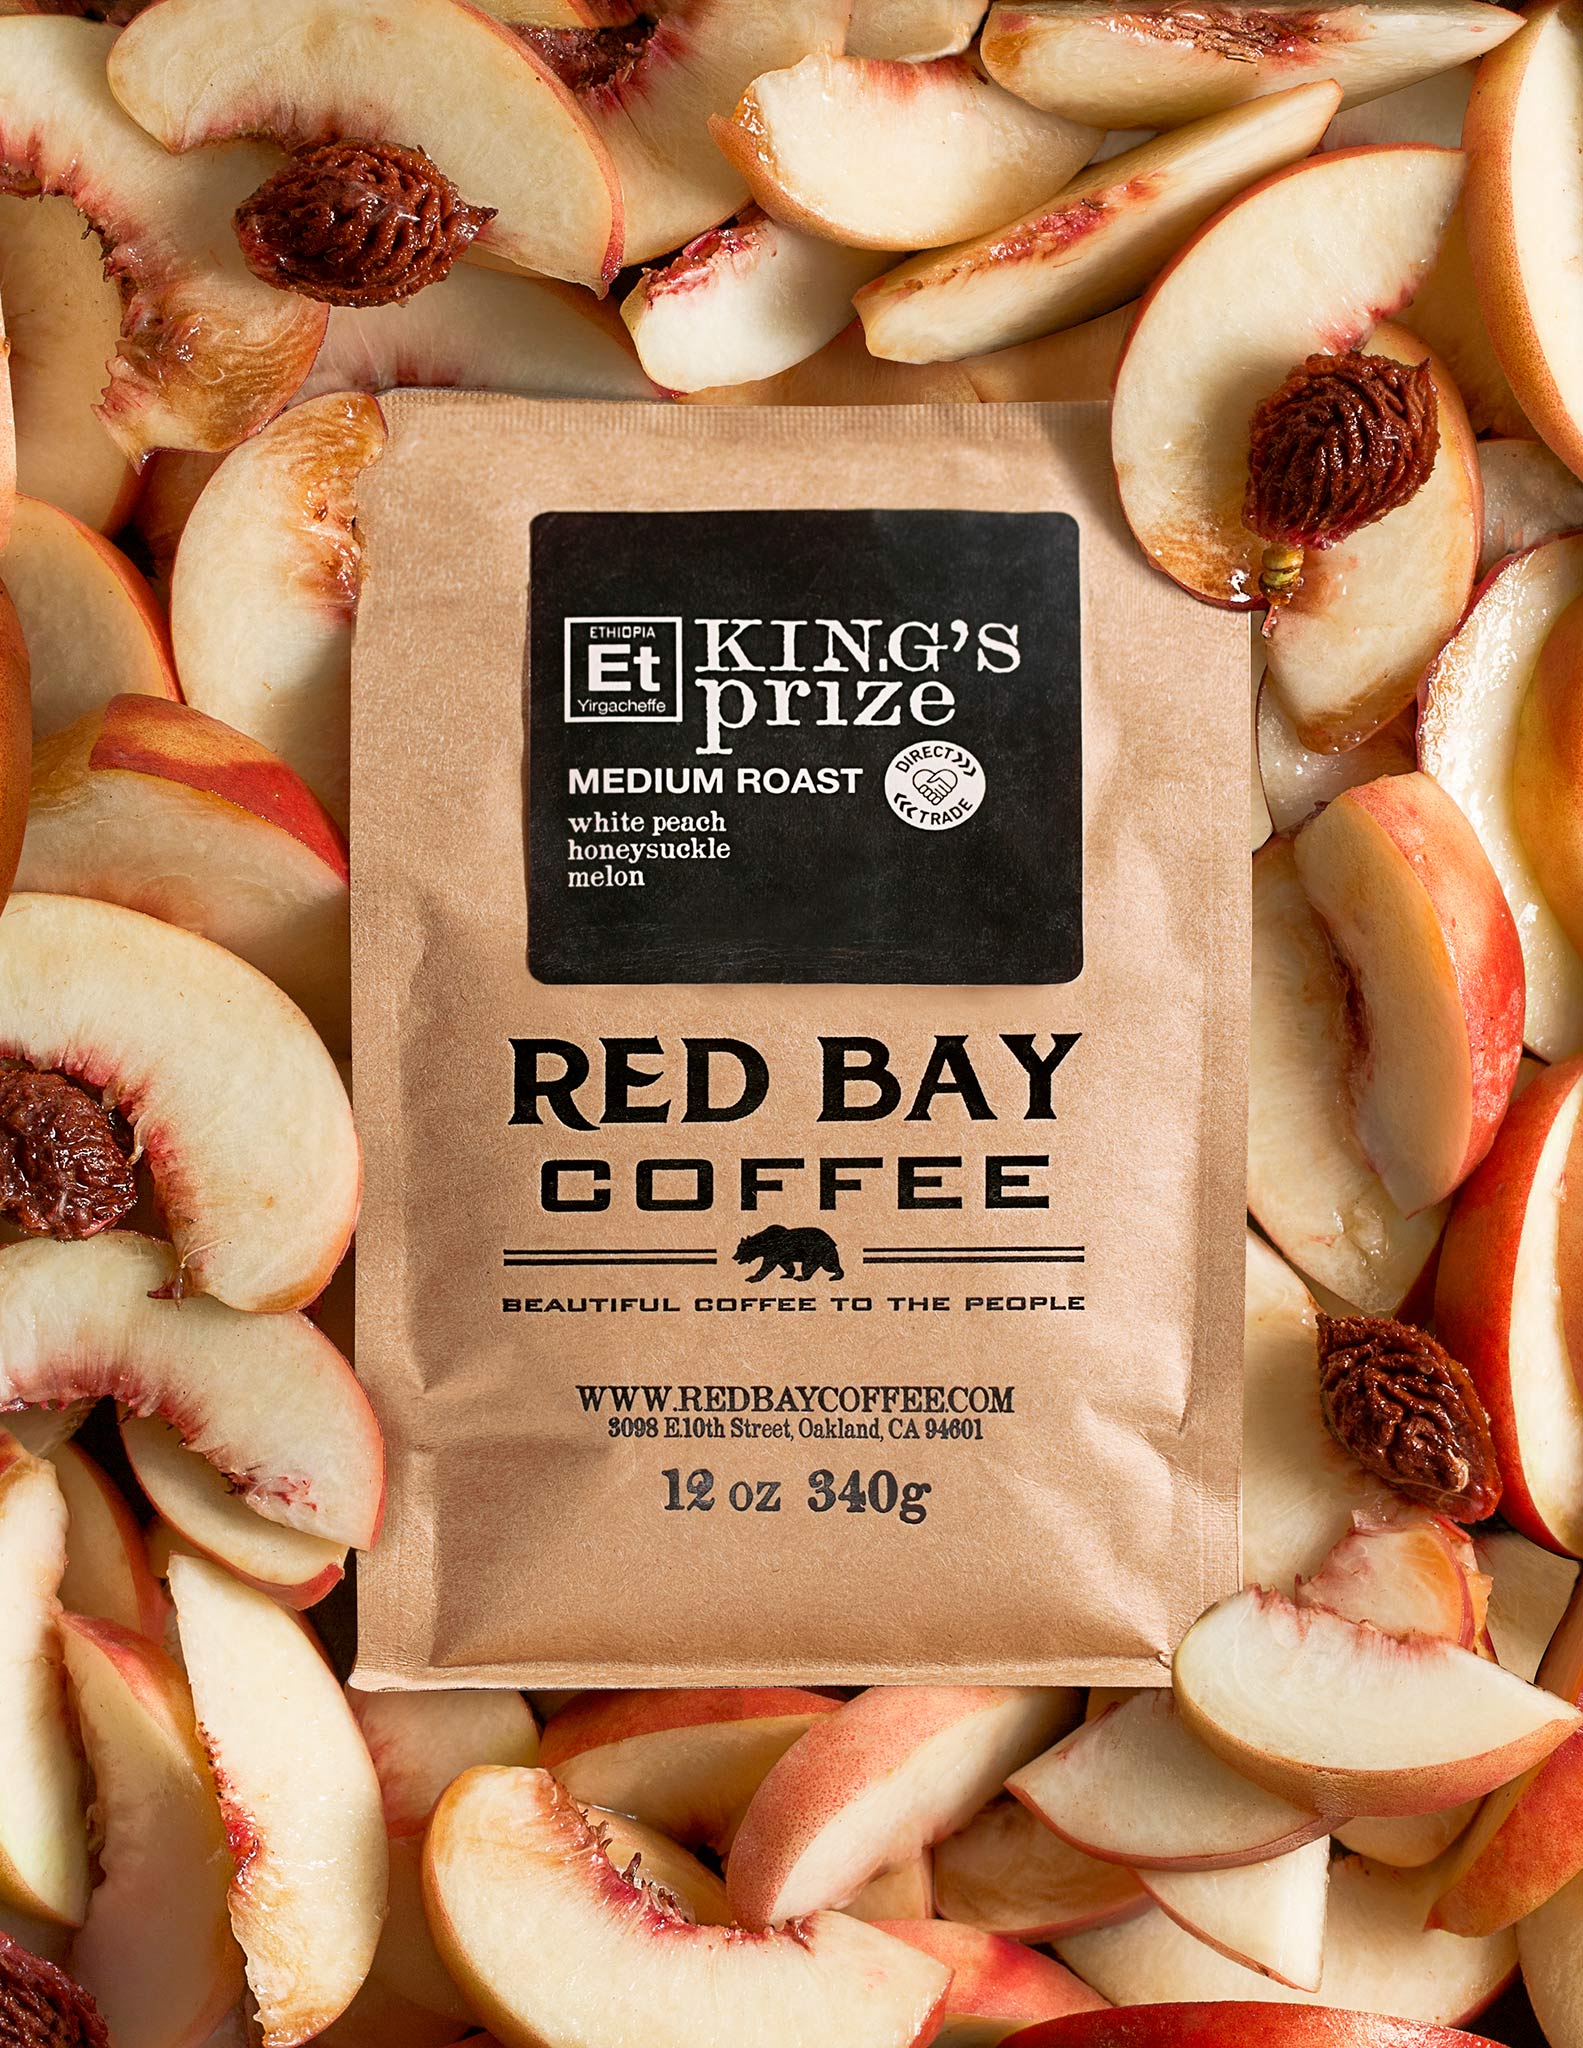 ETHIOPIA
Et
Yirgacheffe
KING'S
prize
MEDIUM ROAST
DIRECT
TRADE
white peach
honeysuckle
melon
RED BAY
COFFEE
BEAUTIFUL COFFEE TO THE PEOPLE
WWW.REDBAYCOFFEE.COM
3098 E.10th Street, Oakland, CA 94601
12 oz 340g